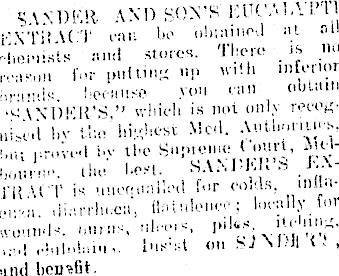 SANDER AND SON'S EUCALYPTI
EXTRACT can be obtained at all
chemists and stores. There is no
reason for putting up with inferior
brands, because you can obtain
"SANDER'S," which is not only recog-
nised by the highest Med. Authorities,
but proved by the Supreme Court, Mel-
bourne, the best. SANDER'S EX-
TRACT is unequalled for colds, influ-
enza, diarrhœa, flatulence; locally for
wounds, burns, ulcers, piles, itching,
and chilblains. Insist on SANDER'S,
and benefit.